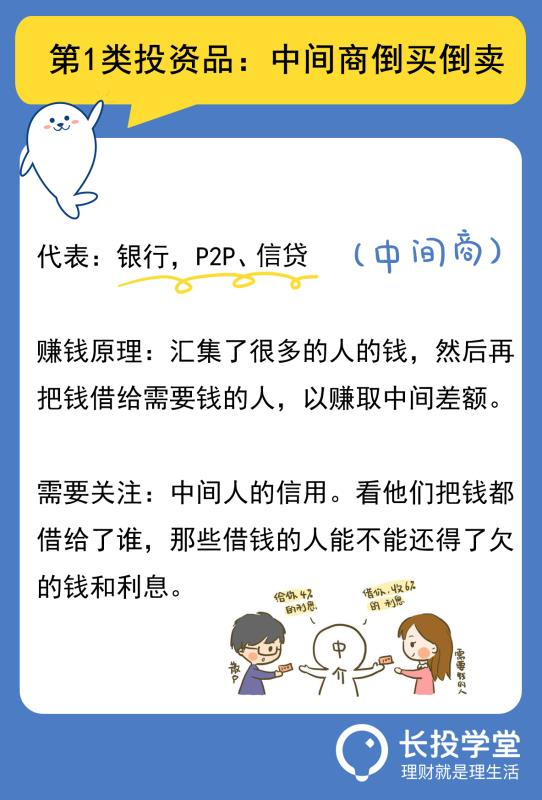 第1类投资品：中间商倒买倒卖
代表：银行，P2P、信贷 （中间商）
赚钱原理：汇集了很多的人的钱，然后再
把钱借给需要钱的人，以赚取中间差额。
需要关注：中间人的信用。看他们把钱都
借给了谁，那些借钱的人能不能还得了欠
的钱和利息。
给你4%
的利息
借你，收6%
的利息
散户
中介
需要钱的人
长投学堂
理财就是理生活